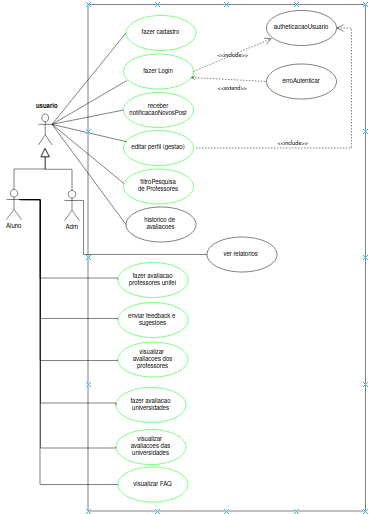 fazer cadastro
autheticacaoUsuario
<<include>>
fazer Login
erroAutenticar
<<extend>>
usuario
receber
notificacaoNovosPost
editar perfil (gestao)
<<include>>
filtroPesquisa
de Professores
Aluno
Adm
historico de
avaliacoes
ver relatorios
fazer avaliacao
professores unifei
enviar feedback e
sugestoes
visualizar
avaliacoes dos
professores
fazer avaliacao
universidades
visualizar
avaliacoes das
universidades
visualizar FAQ